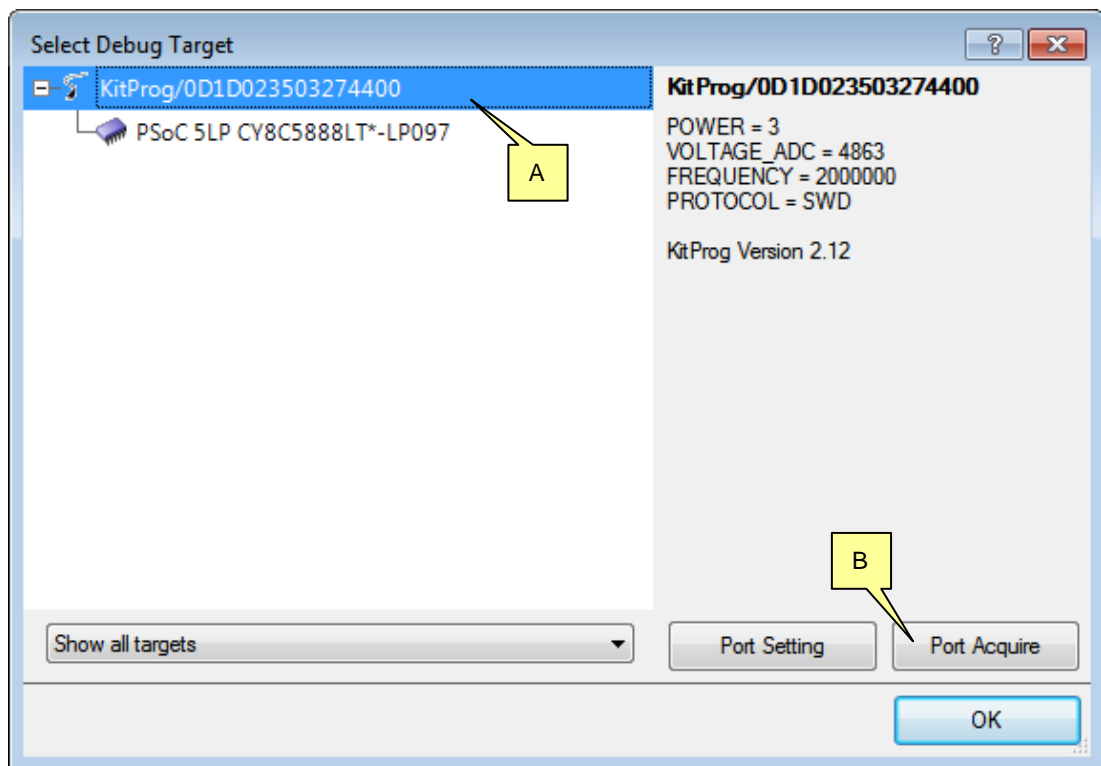 Select Debug Target
KitProg/0D1D023503274400
PSoC 5LP CY8C5888LT*-LP097
A
KitProg/0D1D023503274400
POWER = 3
VOLTAGE_ADC = 4863
FREQUENCY = 2000000
PROTOCOL = SWD
KitProg Version 2.12
B
Show all targets
Port Setting
Port Acquire
OK